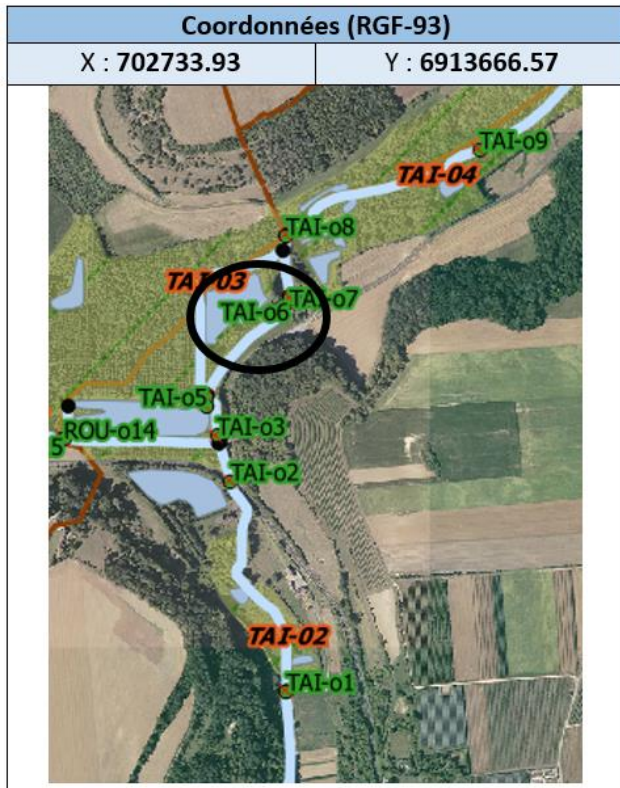 Coordonnées (RGF-93)
X : 702733.93
Y : 6913666.57
TAI-o9
TAI-04
TAI-o8
TAI-03
TAI-o7
TAI-o6
TAI-o5
ROU-o14
TAI-o3
5
TAI-o2
TAI-02
TAI-o1